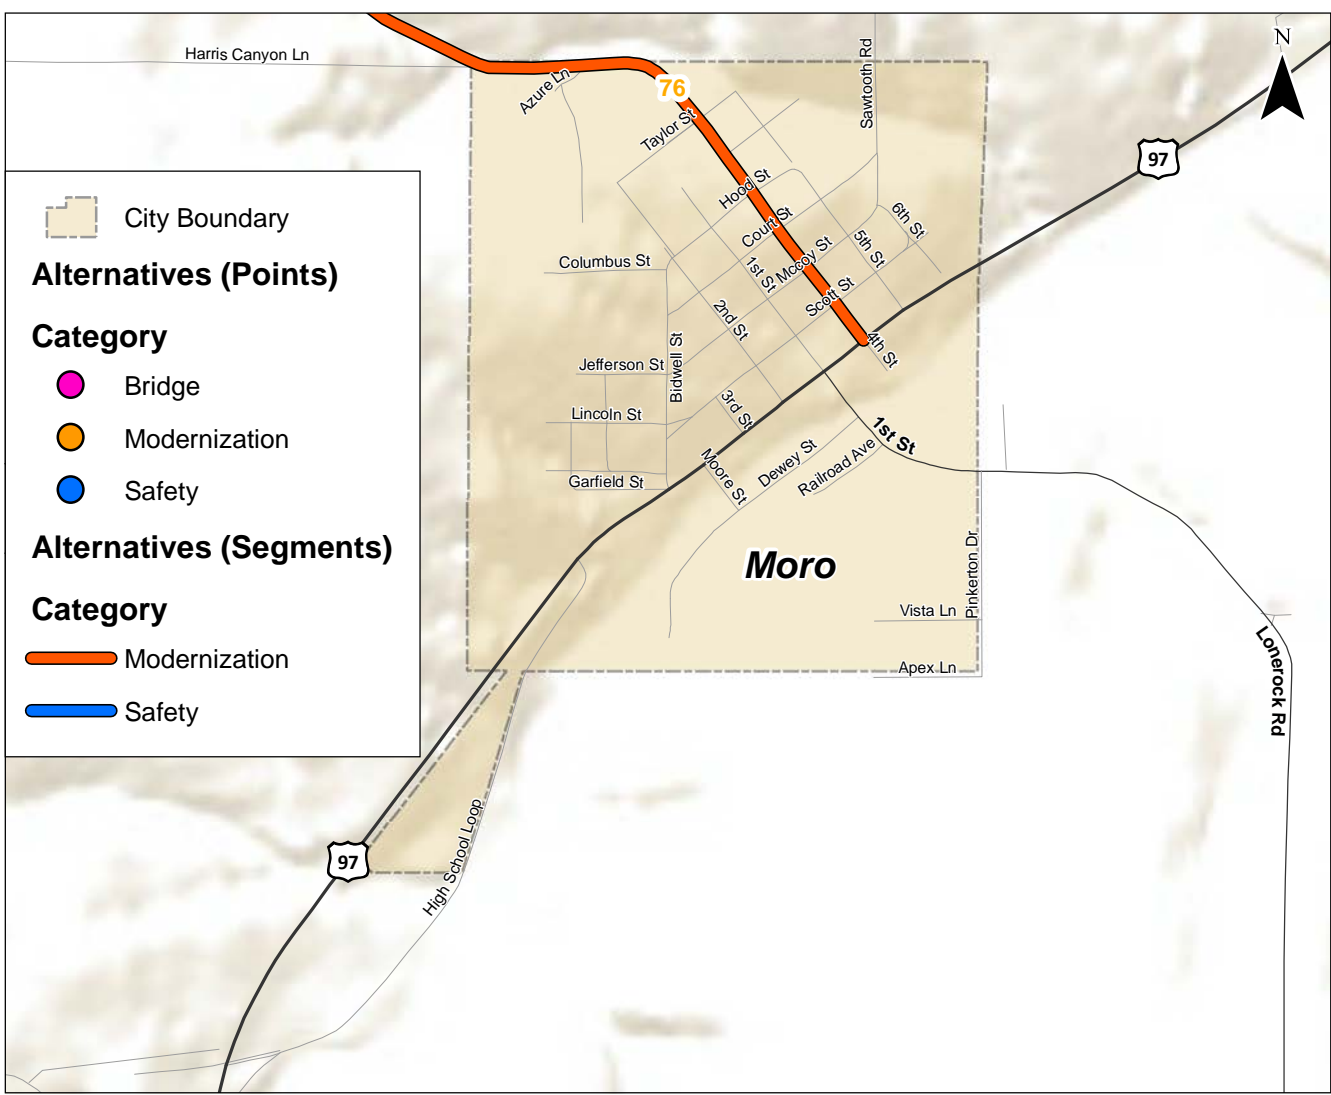 N
Harris Canyon Ln
Azure Ln
76
Sawtooth Rd
Taylor St
97
Hood St
City Boundary
Court St
6th St
5th St
Mccoy St
1st St
Columbus St
Alternatives (Points)
Scott St
2nd St
Category
4th St
Jefferson St
Bidwell St
Bridge
3rd St
Lincoln St
1st St
Modernization
Dewey St
Railroad Ave
Moore St
Garfield St
Safety
Alternatives (Segments)
Moro
Pinkerton Dr
Category
Vista Ln
Modernization
Apex Ln
Lonerock Rd
Safety
97
High School Loop